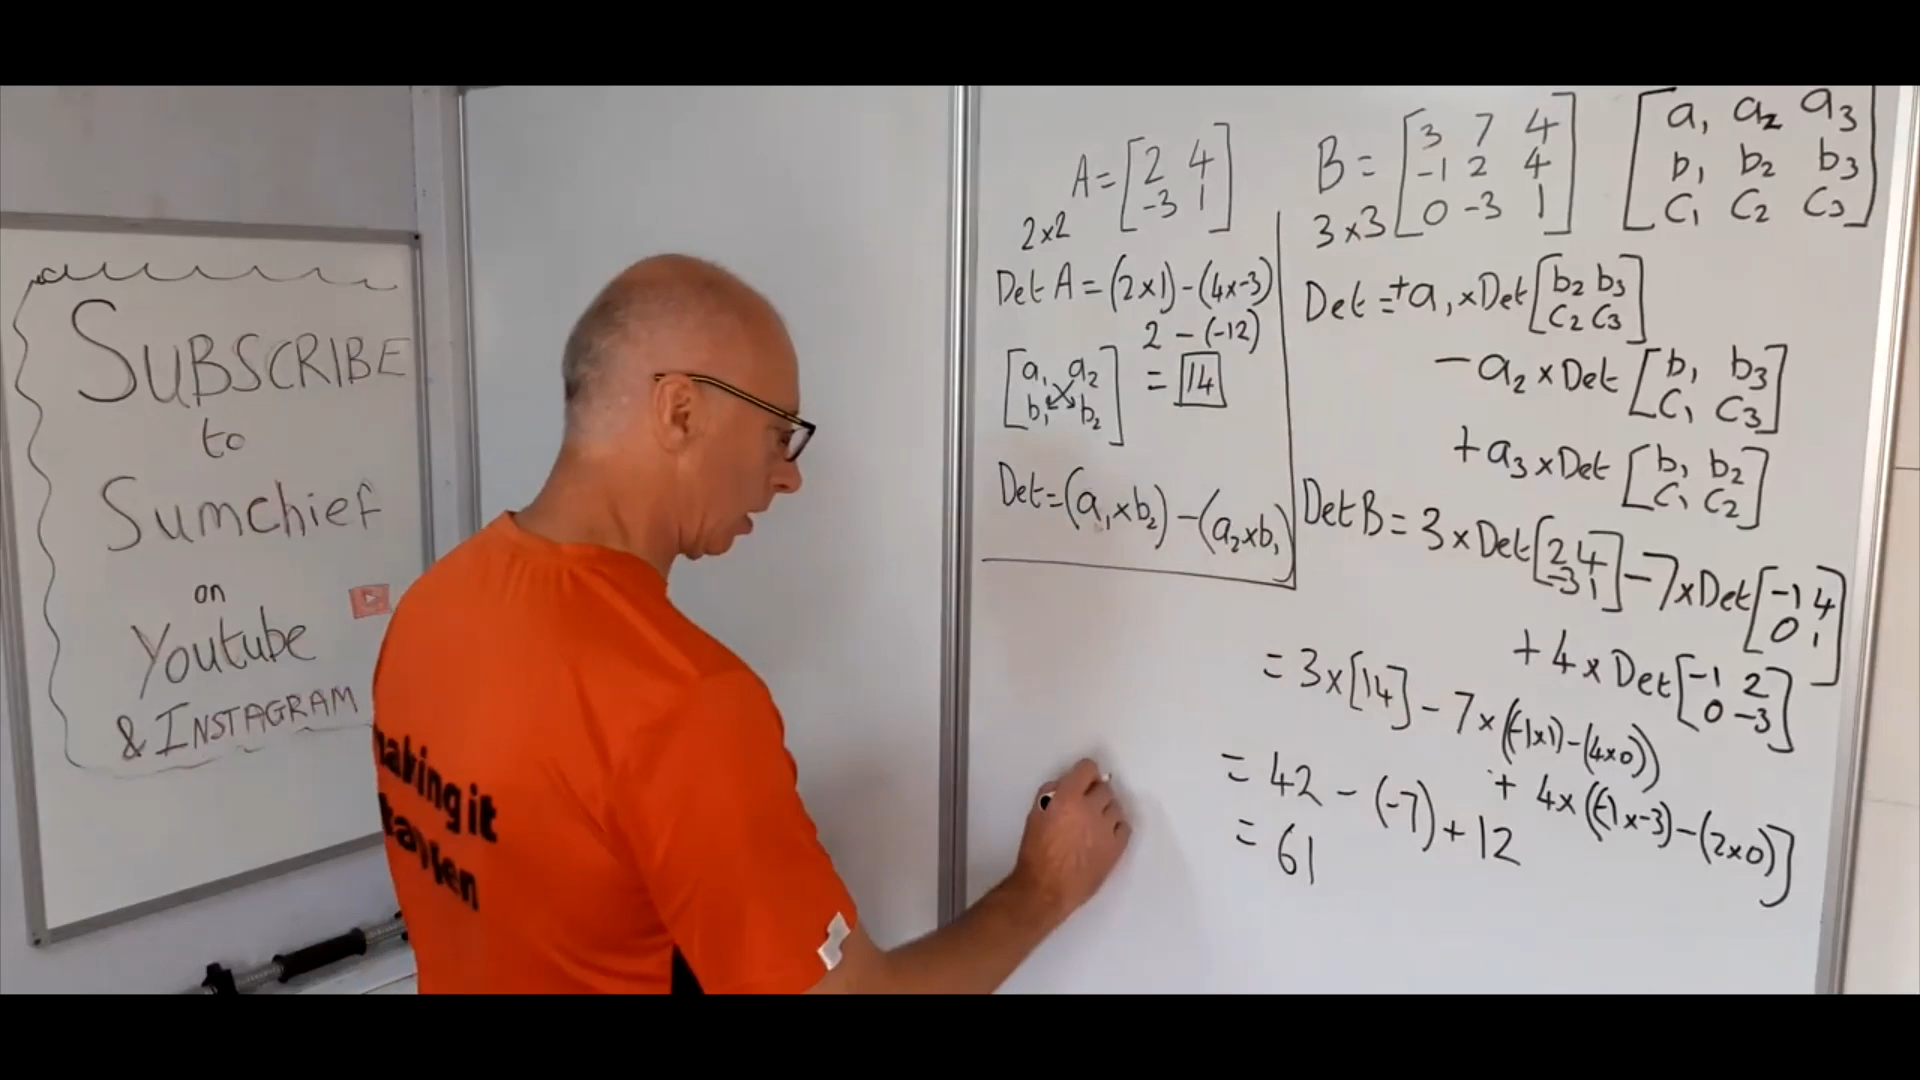 SUBSCRIBE
to
Sumchief
on
Youtube
& INSTAGRAM
making it
A = [2 4
-3 1]
2x2
Det A = (2x1) - (4x-3)
2 - (-12)
= 14
[a₁ a₂
b₁ b₂]
Det = (a₁ x b₂) - (a₂ x b₁)
B = [3 7 4
-1 2 4
0 -3 1]
3x3
[a₁ a₂ a₃
b₁ b₂ b₃
C₁ C₂ C₃]
Det = +a₁ x Det [b₂ b₃
C₂ C₃]
- a₂ x Det [b₁ b₃
C₁ C₃]
+ a₃ x Det [b₁ b₂
C₁ C₂]
Det B = 3 x Det [2 4
-3 1] - 7 x Det [-1 4
0 1]
+ 4 x Det [-1 2
0 -3]
= 3 x [14] - 7 x ((-1x1) - (4x0))
+ 4x ((-1x-3) - (2x0)]
= 42 - (-7) + 12
= 61